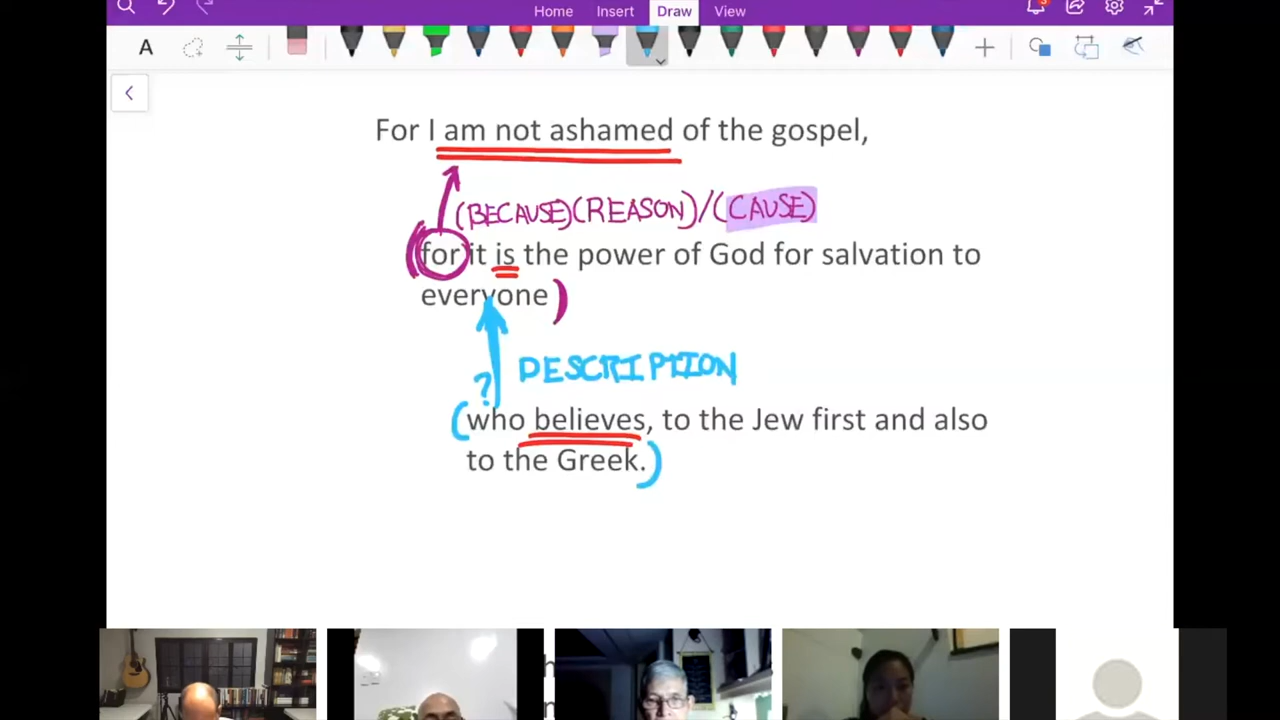 Home Insert Draw View
A
For I am not ashamed of the gospel,
(BECAUSE)(REASON)/(CAUSE)
(for it is the power of God for salvation to
everyone)
? DESCRIPTION
(who believes, to the Jew first and also
to the Greek.)